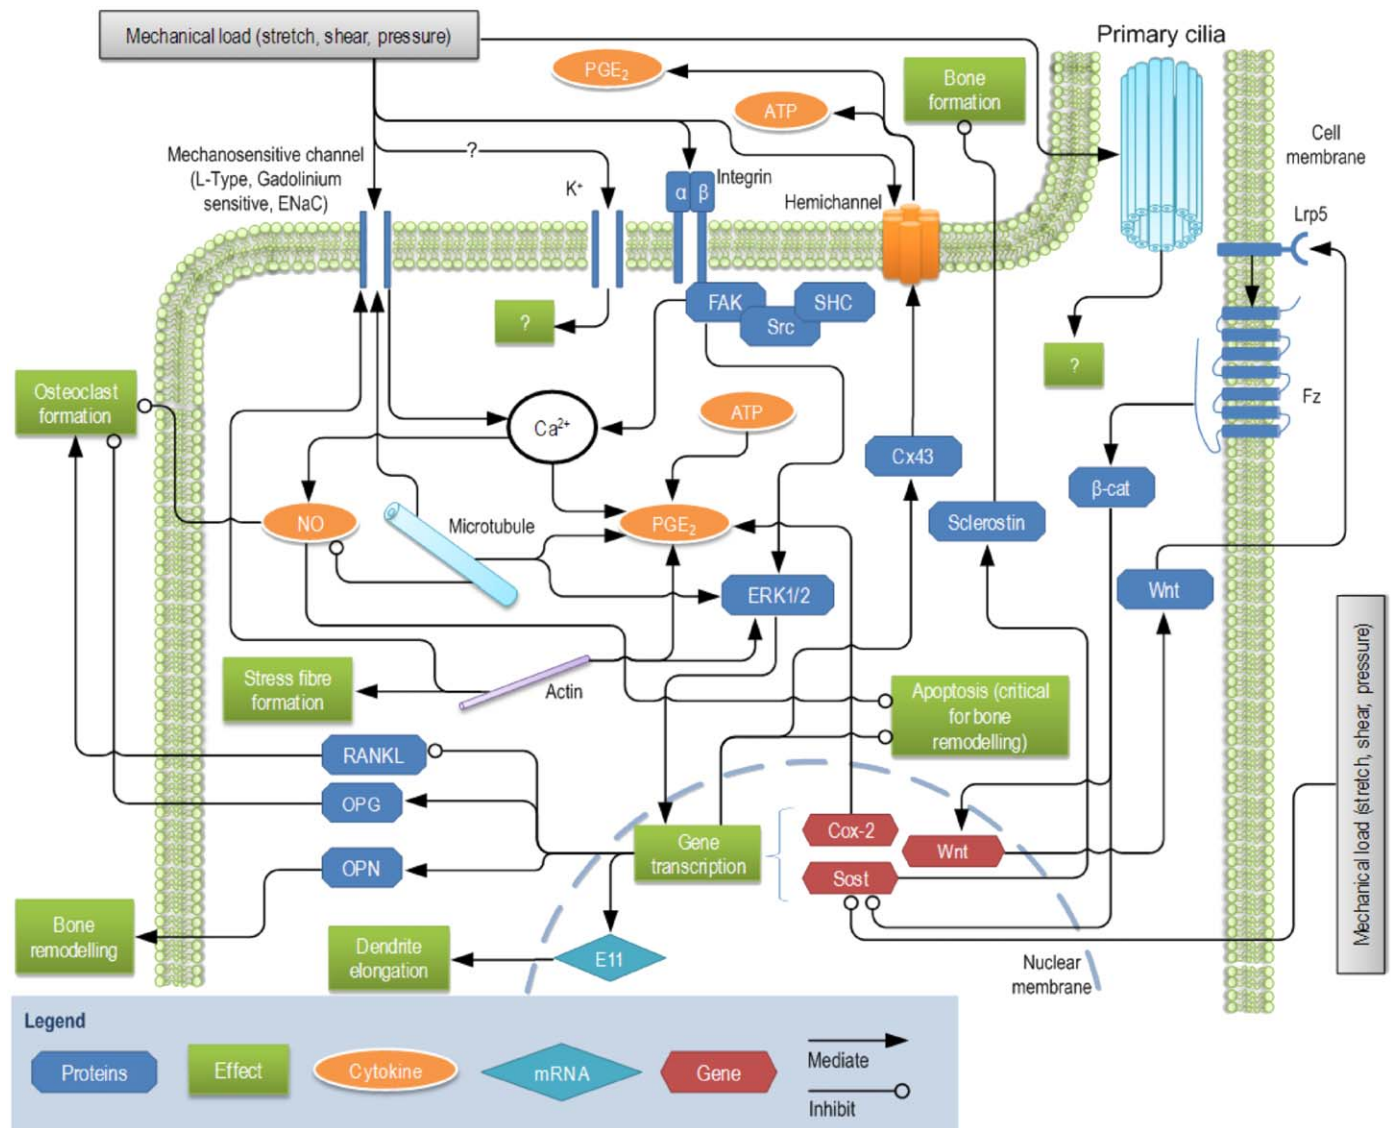 Mechanical load (stretch, shear, pressure)
Primary cilia
PGE₂
Bone
formation
ATP
Cell
membrane
?
Mechanosensitive channel
(L-Type, Gadolinium
sensitive, ENaC)
K⁺
α β
Integrin
Hemichannel
Lrp5
FAK
SHC
Src
?
?
Osteoclast
formation
Fz
ATP
Ca²⁺
Cx43
β-cat
NO
Microtubule
PGE₂
Sclerostin
ERK1/2
Wnt
Mechanical load (stretch, shear, pressure)
Stress fibre
formation
Actin
Apoptosis (critical
for bone
remodelling)
RANKL
OPG
Cox-2
Gene
transcription
Wnt
OPN
Sost
Bone
remodelling
Dendrite
elongation
E11
Nuclear
membrane
Legend
Proteins
Effect
Cytokine
mRNA
Gene
Mediate
Inhibit